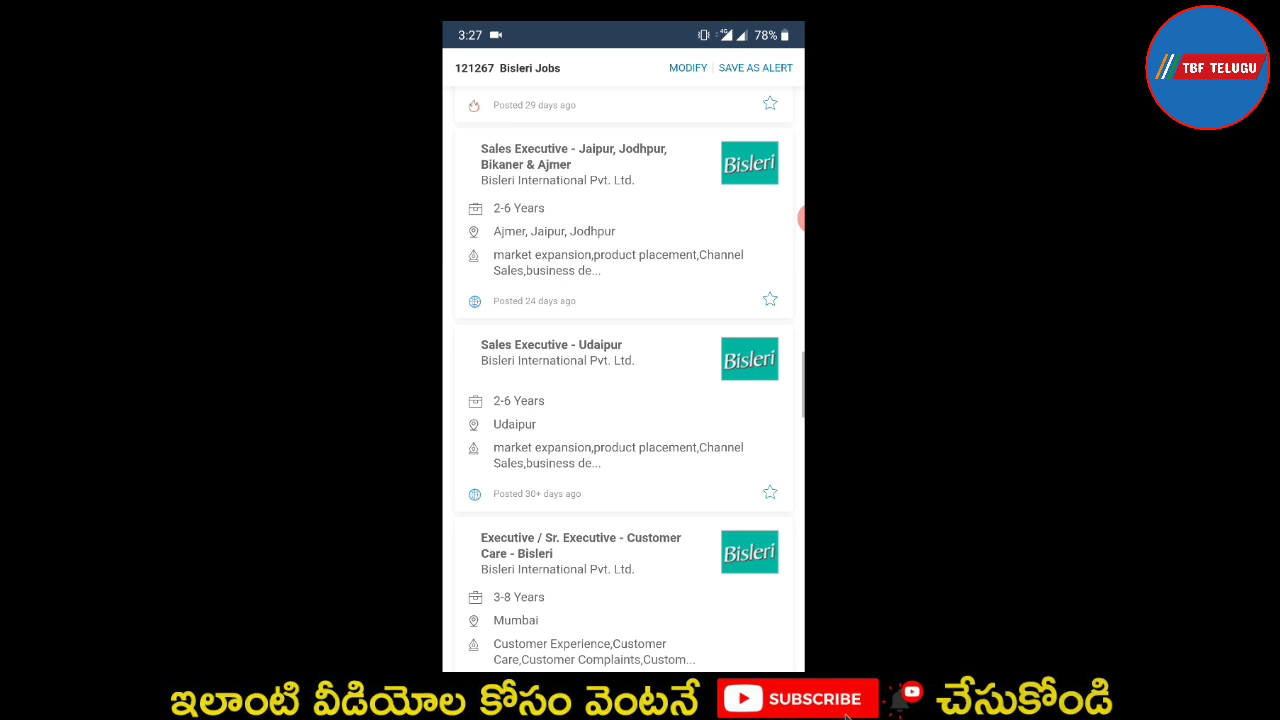 TBF TELUGU
3:27 4G 78%
121267 Bisleri Jobs MODIFY | SAVE AS ALERT
Posted 29 days ago
Sales Executive - Jaipur, Jodhpur,
Bikaner & Ajmer
Bisleri International Pvt. Ltd.
Bisleri
2-6 Years
Ajmer, Jaipur, Jodhpur
market expansion,product placement,Channel
Sales,business de...
Posted 24 days ago
Sales Executive - Udaipur
Bisleri International Pvt. Ltd.
Bisleri
2-6 Years
Udaipur
market expansion,product placement,Channel
Sales,business de...
Posted 30+ days ago
Executive / Sr. Executive - Customer
Care - Bisleri
Bisleri International Pvt. Ltd.
Bisleri
3-8 Years
Mumbai
Customer Experience,Customer
Care,Customer Complaints,Custom...
ఇలాంటి వీడియోల కోసం వెంటనే SUBSCRIBE చేసుకోండి